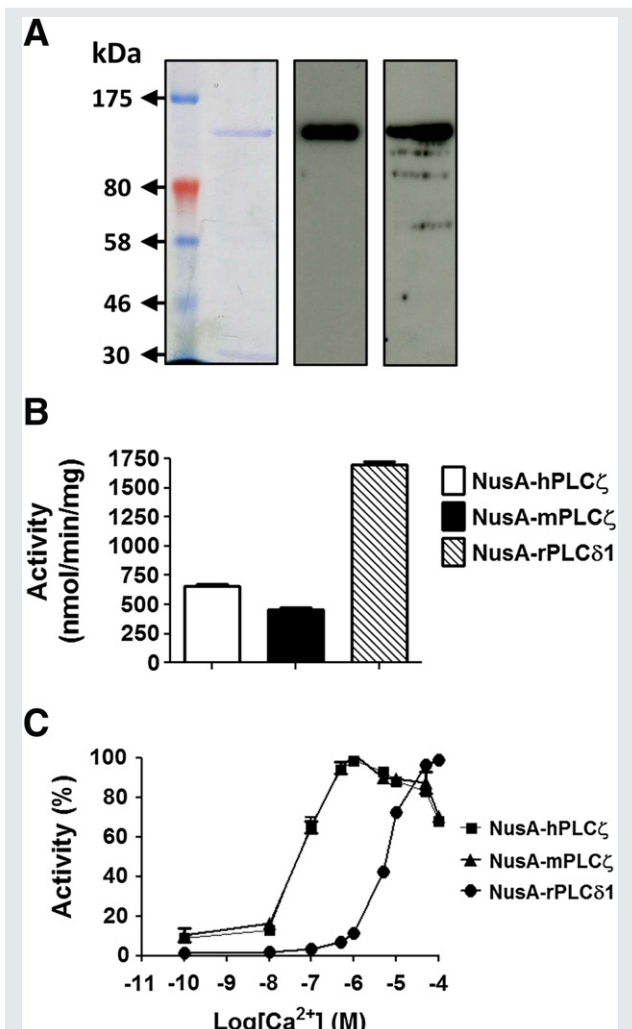 A
kDa
175
80
58
46
30
B
Activity
(nmol/min/mg)
1750
1500
1250
1000
750
500
250
0
NusA-hPLCζ
NusA-mPLCζ
NusA-rPLCδ1
C
Activity (%)
100
80
60
40
20
0
-11 -10 -9 -8 -7 -6 -5 -4
Log[Ca2+] (M)
NusA-hPLCζ
NusA-mPLCζ
NusA-rPLCδ1